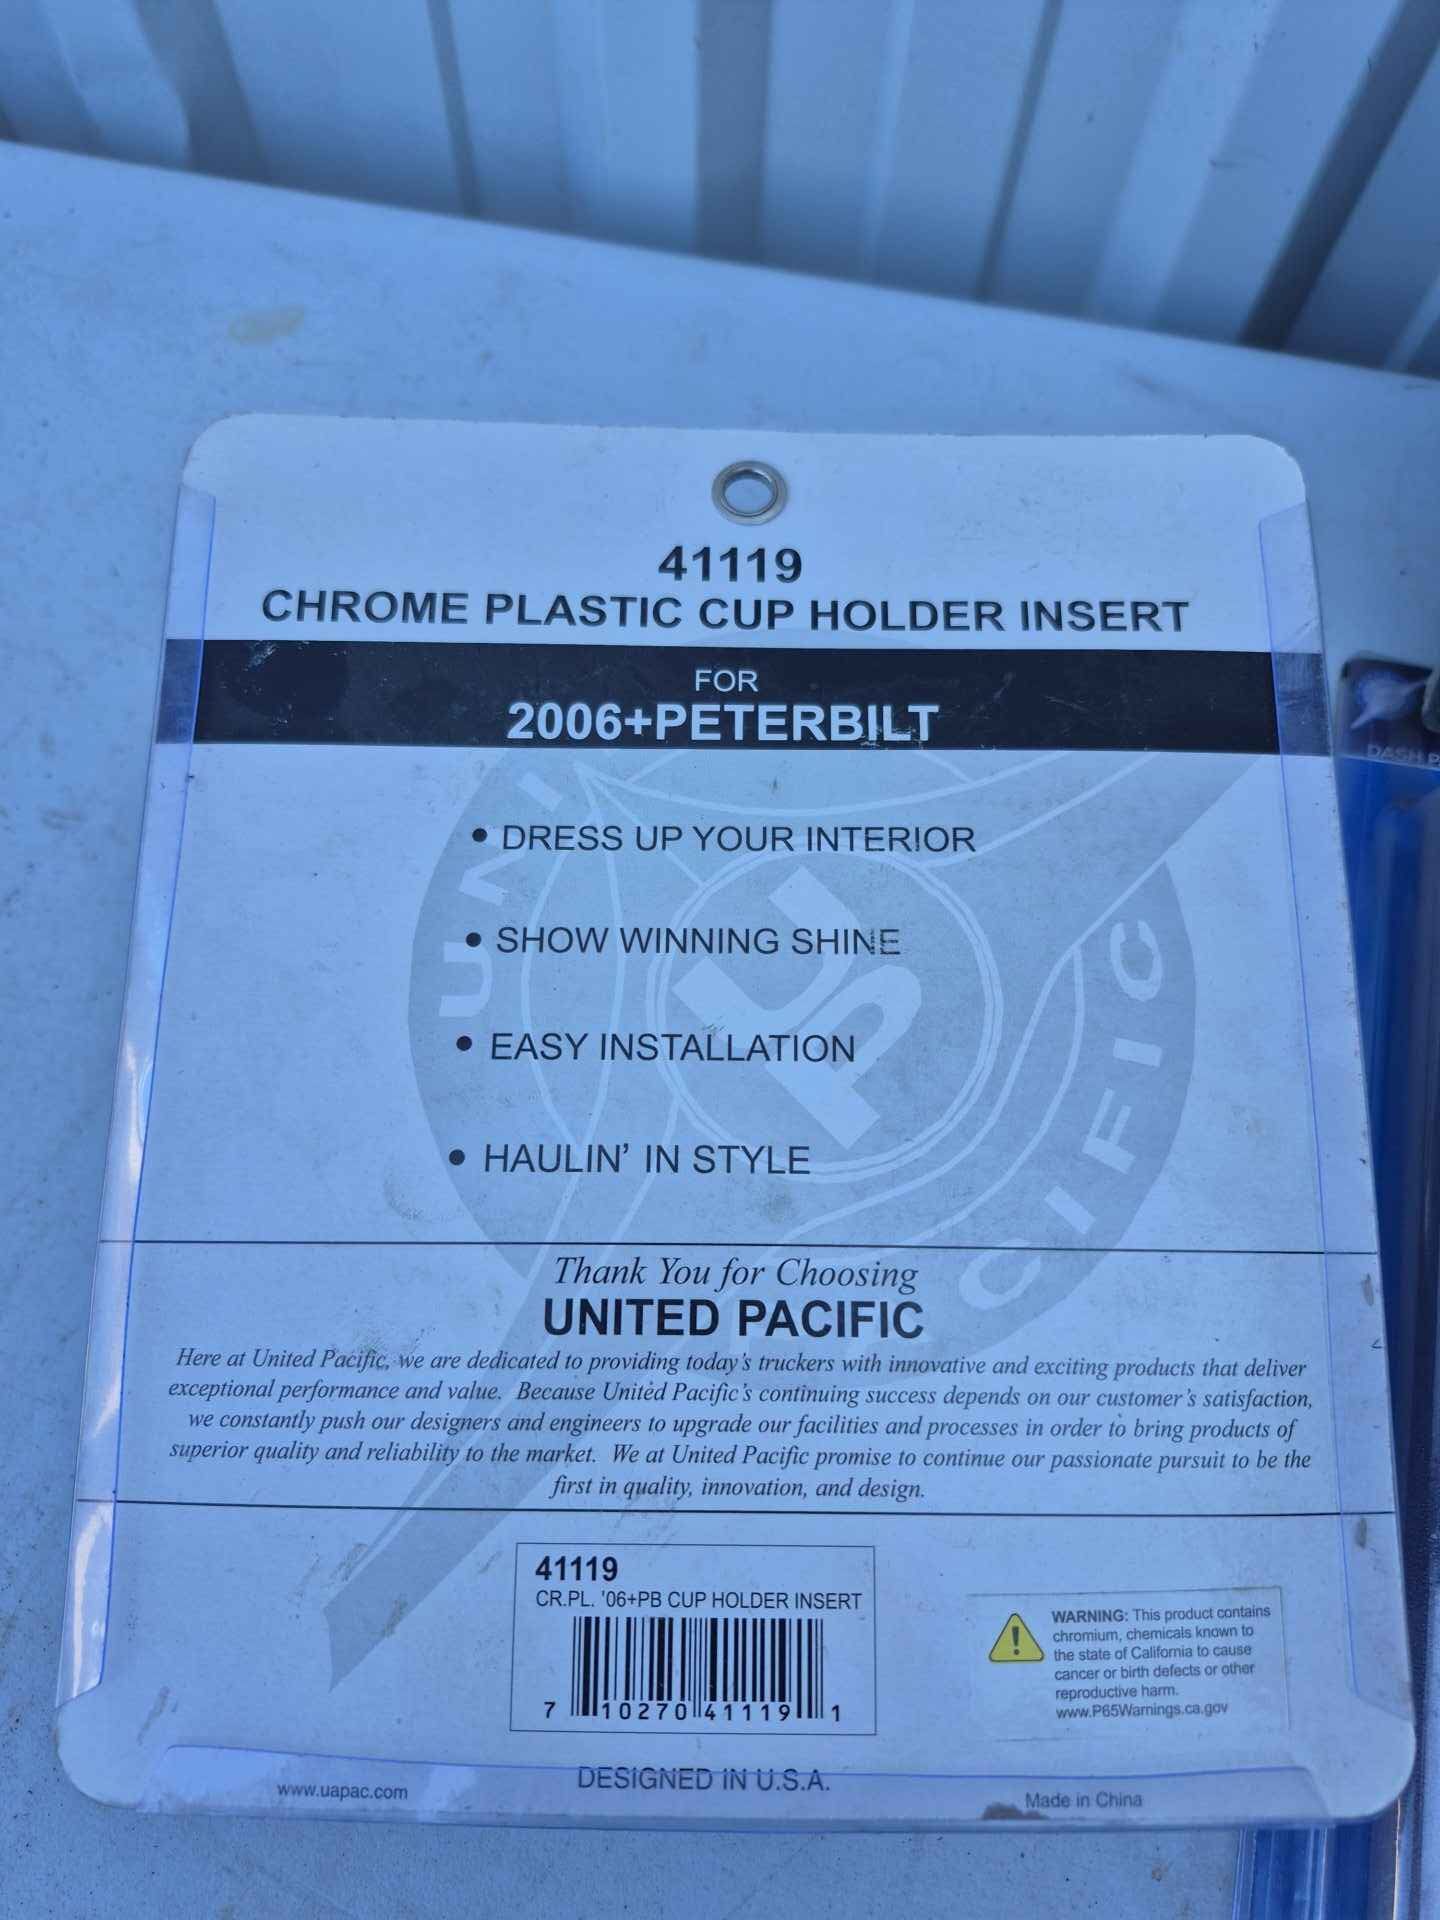 41119
CHROME PLASTIC CUP HOLDER INSERT
FOR
2006+PETERBILT
• DRESS UP YOUR INTERIOR
• SHOW WINNING SHINE
• EASY INSTALLATION
• HAULIN' IN STYLE
UNI
CIFIC
UP
Thank You for Choosing
UNITED PACIFIC
Here at United Pacific, we are dedicated to providing today's truckers with innovative and exciting products that deliver
exceptional performance and value. Because United Pacific's continuing success depends on our customer's satisfaction,
we constantly push our designers and engineers to upgrade our facilities and processes in order to bring products of
superior quality and reliability to the market. We at United Pacific promise to continue our passionate pursuit to be the
first in quality, innovation, and design.
41119
CR.PL. '06+PB CUP HOLDER INSERT
7 10270 41119 1
WARNING: This product contains
chromium, chemicals known to
the state of California to cause
cancer or birth defects or other
reproductive harm.
www.P65Warnings.ca.gov
www.uapac.com
DESIGNED IN U.S.A.
Made in China
DASH P